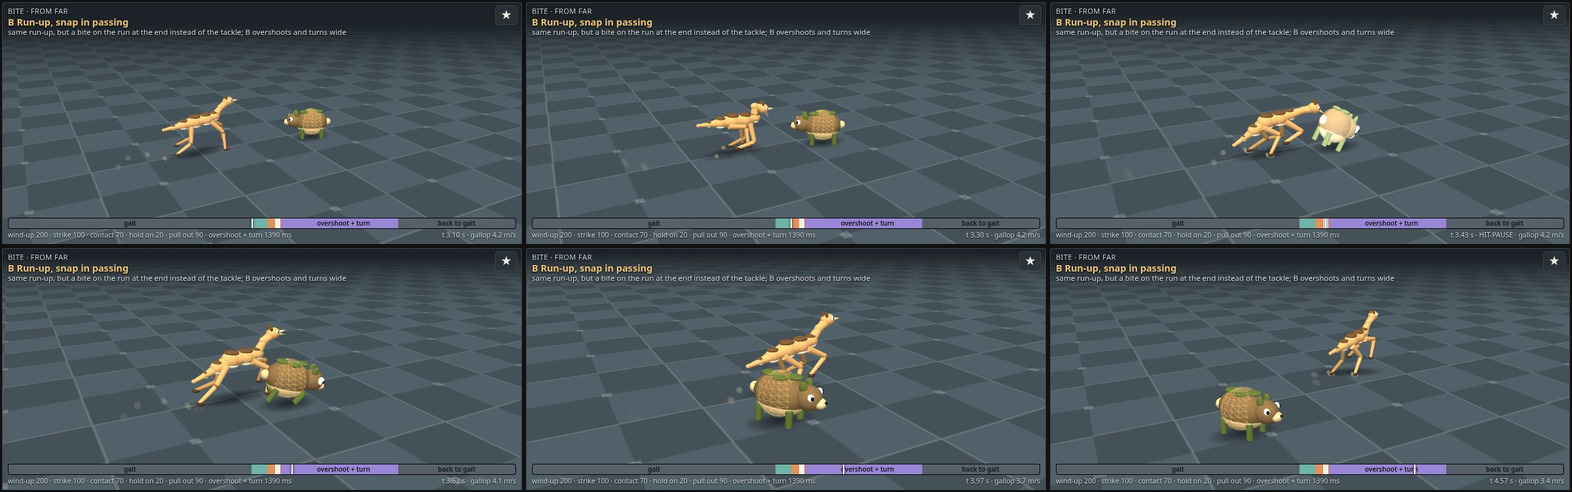 BITE · FROM FAR
B Run-up, snap in passing
same run-up, but a bite on the run at the end instead of the tackle; B overshoots and turns wide
gait overshoot + turn back to gait
wind-up 200 · strike 100 · contact 70 · hold on 20 · pull out 90 · overshoot + turn 1390 ms t 3.10 s · gallop 4.2 m/s
BITE · FROM FAR
B Run-up, snap in passing
same run-up, but a bite on the run at the end instead of the tackle; B overshoots and turns wide
gait overshoot + turn back to gait
wind-up 200 · strike 100 · contact 70 · hold on 20 · pull out 90 · overshoot + turn 1390 ms t 3.30 s · gallop 4.2 m/s
BITE · FROM FAR
B Run-up, snap in passing
same run-up, but a bite on the run at the end instead of the tackle; B overshoots and turns wide
gait overshoot + turn back to gait
wind-up 200 · strike 100 · contact 70 · hold on 20 · pull out 90 · overshoot + turn 1390 ms t 3.43 s · HIT-PAUSE · gallop 4.2 m/s
BITE · FROM FAR
B Run-up, snap in passing
same run-up, but a bite on the run at the end instead of the tackle; B overshoots and turns wide
gait overshoot + turn back to gait
wind-up 200 · strike 100 · contact 70 · hold on 20 · pull out 90 · overshoot + turn 1390 ms t 3.62 s · gallop 4.1 m/s
BITE · FROM FAR
B Run-up, snap in passing
same run-up, but a bite on the run at the end instead of the tackle; B overshoots and turns wide
gait overshoot + turn back to gait
wind-up 200 · strike 100 · contact 70 · hold on 20 · pull out 90 · overshoot + turn 1390 ms t 3.97 s · gallop 3.7 m/s
BITE · FROM FAR
B Run-up, snap in passing
same run-up, but a bite on the run at the end instead of the tackle; B overshoots and turns wide
gait overshoot + turn back to gait
wind-up 200 · strike 100 · contact 70 · hold on 20 · pull out 90 · overshoot + turn 1390 ms t 4.57 s · gallop 3.4 m/s